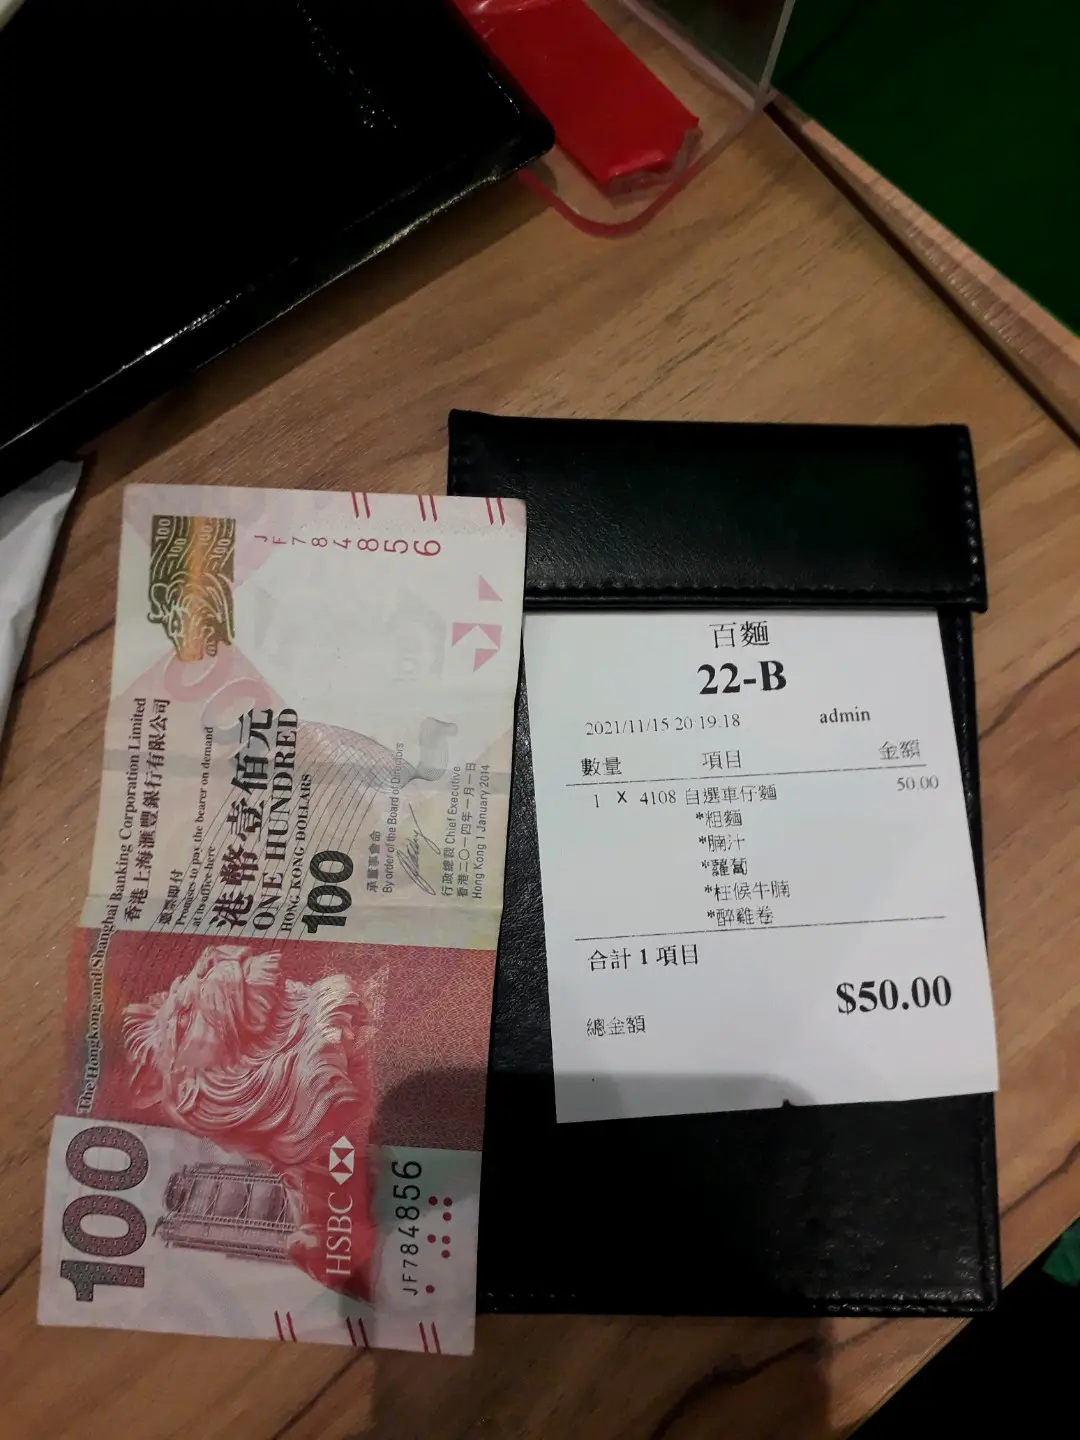 100
100
100
100
JF784856
The Hongkong and Shanghai Banking Corporation Limited
香港上海滙豐銀行有限公司
憑票即付
Promises to pay the bearer on demand
at its office here
港幣壹佰元
ONE HUNDRED
HONG KONG DOLLARS
100
承董事會命
By order of the Board of Directors
行政總裁 Chief Executive
香港二〇一四年一月一日
Hong Kong 1 January 2014
100
HSBC
JF784856
百麵
22-B
2021/11/15 20:19:18 admin
數量 項目 金額
1 X 4108 自選車仔麵 50.00
*粗麵
*腩汁
*蘿蔔
*柱侯牛腩
*醉雞卷
合計 1 項目
$50.00
總金額